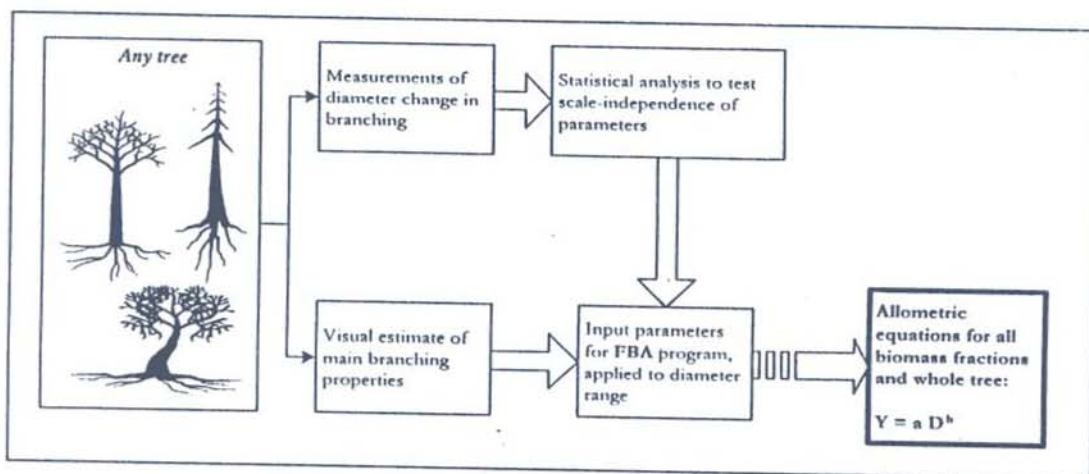 Any tree
Measurements of
diameter change in
branching
Statistical analysis to test
scale-independence of
parameters
Visual estimate of
main branching
properties
Input parameters
for FBA program,
applied to diameter
range
Allometric
equations for all
biomass fractions
and whole tree:
Y = a D^b